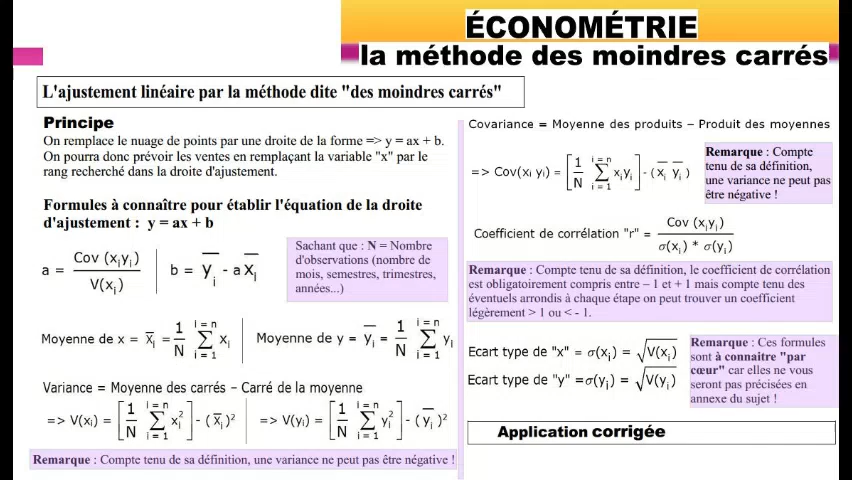 ÉCONOMÉTRIE
la méthode des moindres carrés
L'ajustement linéaire par la méthode dite "des moindres carrés"
Principe
On remplace le nuage de points par une droite de la forme => y = ax + b.
On pourra donc prévoir les ventes en remplaçant la variable "x" par le
rang recherché dans la droite d'ajustement.
Formules à connaître pour établir l'équation de la droite
d'ajustement : y = ax + b
a = Cov (xᵢyᵢ) / V(xᵢ)
b = y̅ᵢ - a x̅ᵢ
Sachant que : N = Nombre
d'observations (nombre de
mois, semestres, trimestres,
années...)
Moyenne de x = x̅ᵢ = 1/N ∑ i = 1 i = n xᵢ
Moyenne de y = y̅ᵢ = 1/N ∑ i = 1 i = n yᵢ
Variance = Moyenne des carrés – Carré de la moyenne
=> V(xᵢ) = [ 1/N ∑ i = 1 i = n xᵢ² ] - ( x̅ᵢ )²
=> V(yᵢ) = [ 1/N ∑ i = 1 i = n yᵢ² ] - ( y̅ᵢ )²
Remarque : Compte tenu de sa définition, une variance ne peut pas être négative !
Covariance = Moyenne des produits – Produit des moyennes
=> Cov(xᵢ yᵢ) = [ 1/N ∑ i = 1 i = n xᵢyᵢ ] - ( x̅ᵢ y̅ᵢ )
Remarque : Compte
tenu de sa définition,
une variance ne peut pas
être négative !
Coefficient de corrélation "r" = Cov (xᵢyᵢ) / σ(xᵢ) * σ(yᵢ)
Remarque : Compte tenu de sa définition, le coefficient de corrélation
est obligatoirement compris entre – 1 et + 1 mais compte tenu des
éventuels arrondis à chaque étape on peut trouver un coefficient
légèrement > 1 ou < - 1.
Ecart type de "x" = σ(xᵢ) = √V(xᵢ)
Ecart type de "y" =σ(yᵢ) = √V(yᵢ)
Remarque : Ces formules
sont à connaitre "par
cœur" car elles ne vous
seront pas précisées en
annexe du sujet !
Application corrigée